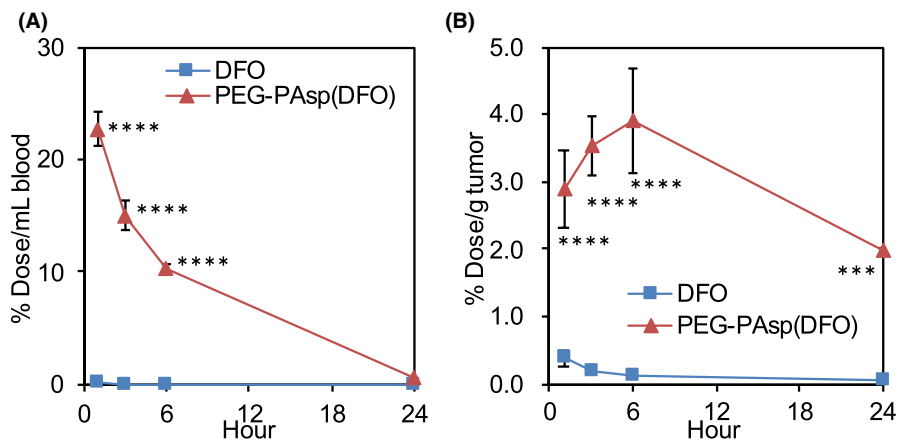 (A)
% Dose/mL blood
30
20
10
0
DFO
PEG-PAsp(DFO)
****
****
****
0 6 12 18 24
Hour
(B)
% Dose/g tumor
5.0
4.0
3.0
2.0
1.0
0.0
****
****
****
***
DFO
PEG-PAsp(DFO)
0 6 12 18 24
Hour